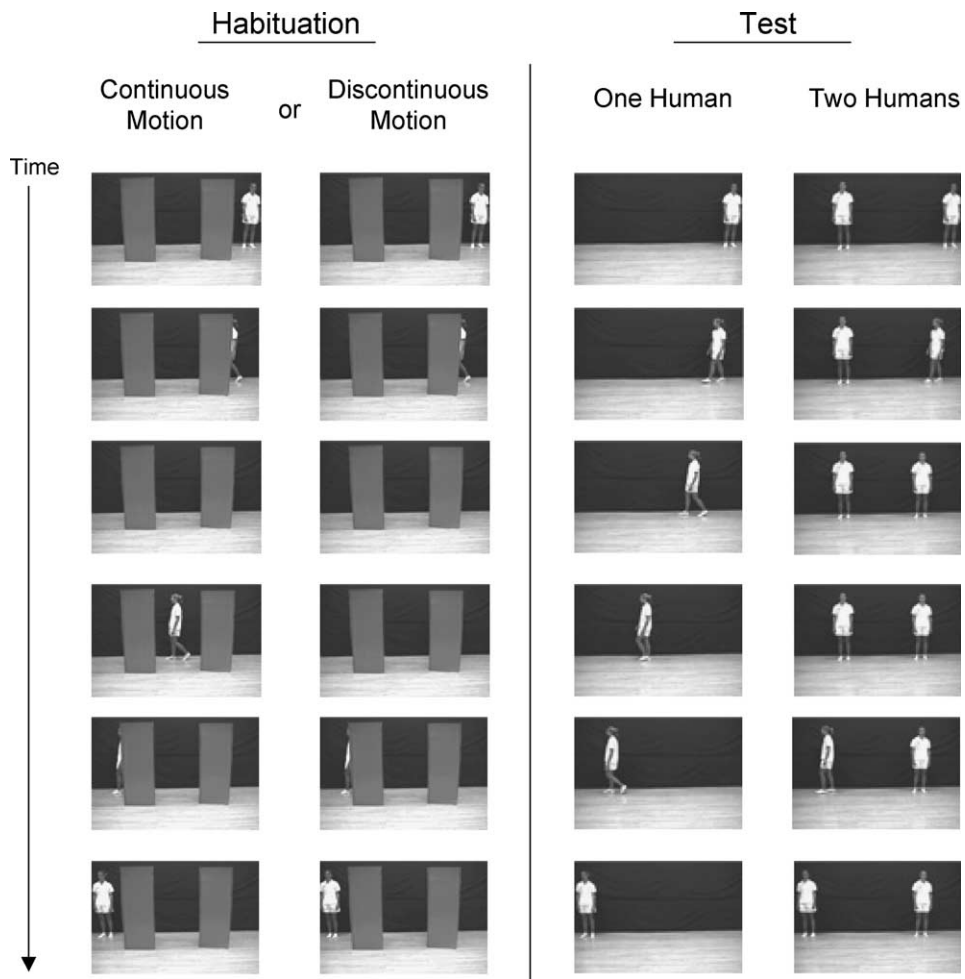 Habituation
Test
Continuous
Motion
or
Discontinuous
Motion
One Human
Two Humans
Time